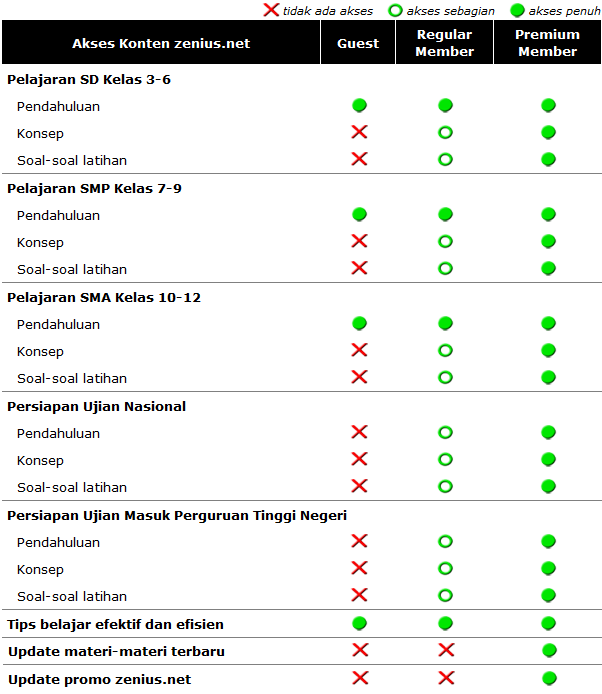 tidak ada akses akses sebagian akses penuh
Akses Konten zenius.net Guest Regular Member Premium Member
Pelajaran SD Kelas 3-6
Pendahuluan
Konsep
Soal-soal latihan
Pelajaran SMP Kelas 7-9
Pendahuluan
Konsep
Soal-soal latihan
Pelajaran SMA Kelas 10-12
Pendahuluan
Konsep
Soal-soal latihan
Persiapan Ujian Nasional
Pendahuluan
Konsep
Soal-soal latihan
Persiapan Ujian Masuk Perguruan Tinggi Negeri
Pendahuluan
Konsep
Soal-soal latihan
Tips belajar efektif dan efisien
Update materi-materi terbaru
Update promo zenius.net